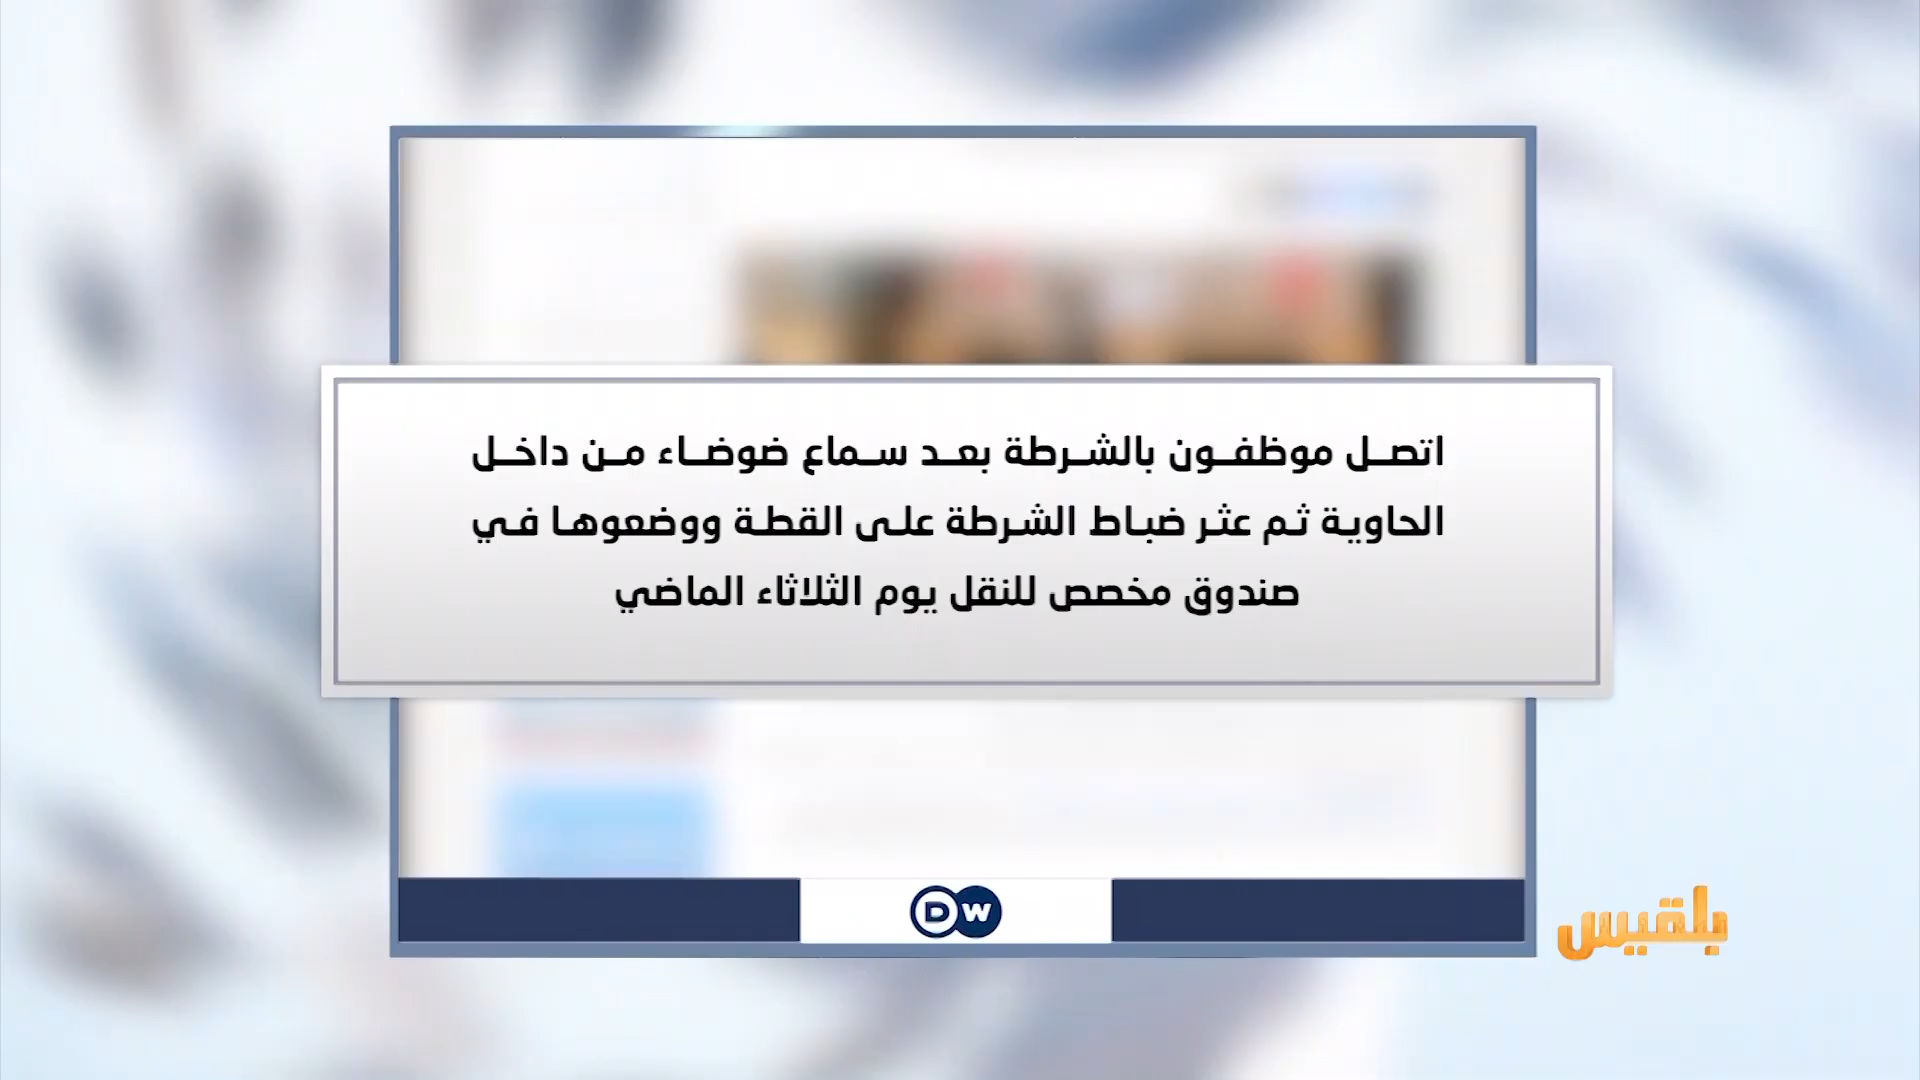 اتصل موظفون بالشرطة بعد سماع ضوضاء من داخل
الحاوية ثم عثر ضباط الشرطة على القطة ووضعوها في
صندوق مخصص للنقل يوم الثلاثاء الماضي
DW
بلقيس